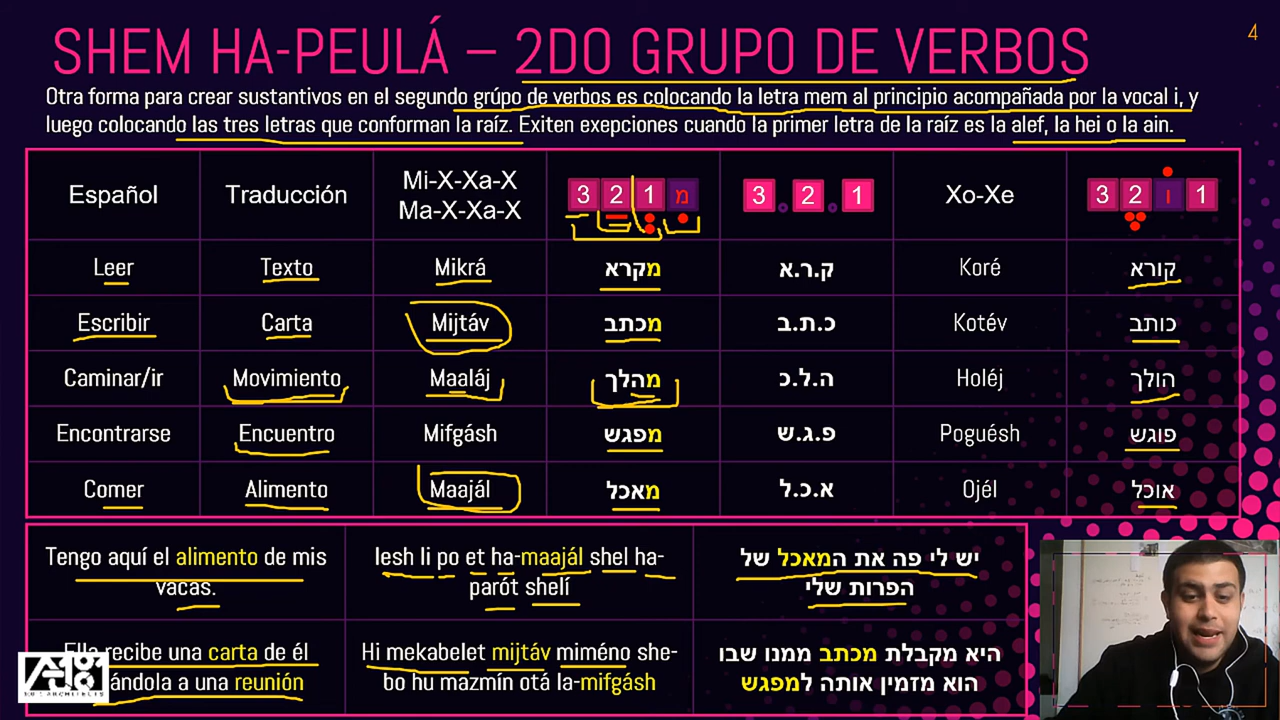 4
SHEM HA-PEULÁ – 2DO GRUPO DE VERBOS
Otra forma para crear sustantivos en el segundo grúpo de verbos es colocando la letra mem al principio acompañada por la vocal i, y
luego colocando las tres letras que conforman la raíz. Exiten exepciones cuando la primer letra de la raíz es la alef, la hei o la ain.
Español Traducción Mi-X-Xa-X
Ma-X-Xa-X
3 2 1 מ
3 . 2 . 1
Xo-Xe
3 2 ו 1
Leer Texto Mikrá מקרא ק.ר.א Koré קורא
Escribir Carta Mijtáv מכתב כ.ת.ב Kotév כותב
Caminar/ir Movimiento Maaláj מהלך ה.ל.כ Holéj הולך
Encontrarse Encuentro Mifgásh מפגש פ.ג.ש Poguésh פוגש
Comer Alimento Maajál מאכל א.כ.ל Ojél אוכל
Tengo aquí el alimento de mis
vacas.
Iesh li po et ha-maajál shel ha-
parót shelí
יש לי פה את המאכל של
הפרות שלי
recibe una carta de él
a una reunión
Hi mekabelet mijtáv miméno she-
bo hu mazmín otá la-mifgásh
היא מקבלת מכתב ממנו שבו
הוא מזמין אותה למפגש